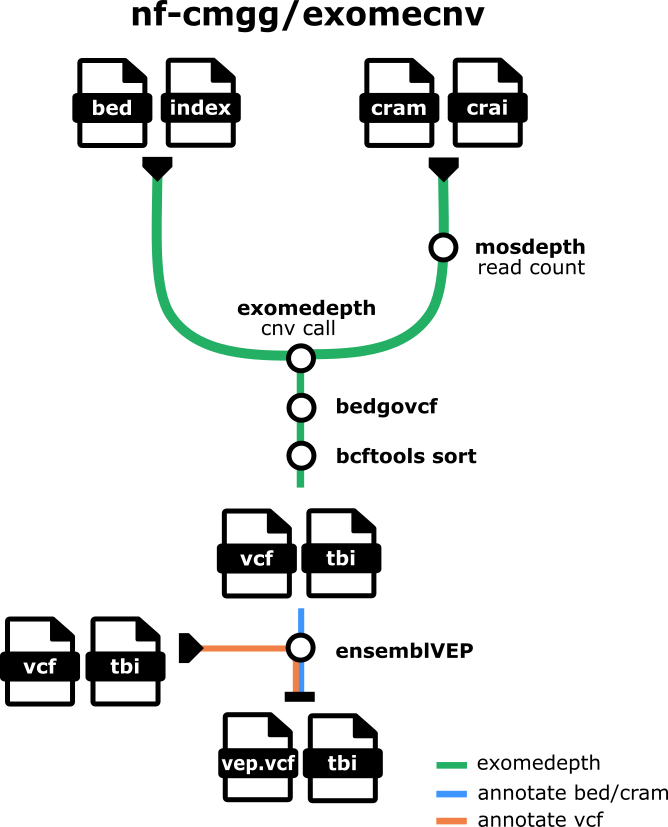 nf-cmgg/exomecnv
bed index cram crai
mosdepth
read count
exomedepth
cnv call
bedgovcf
bcftools sort
vcf tbi
vcf tbi
ensemblVEP
vep.vcf tbi
exomedepth
annotate bed/cram
annotate vcf